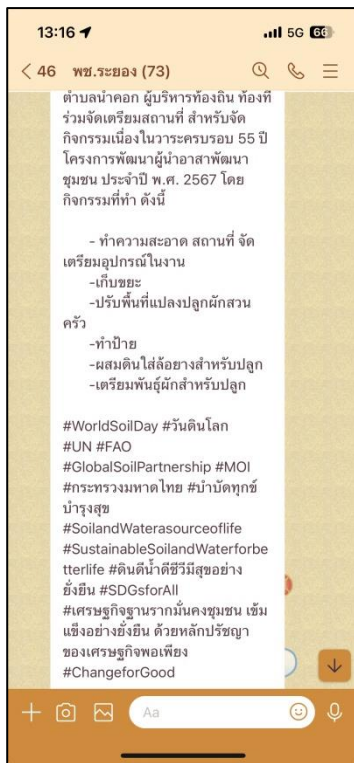 13:16
5G 66
46 พช.ระยอง (73)
ตำบลน้ำคอก ผู้บริหารท้องถิ่น ท้องที่
ร่วมจัดเตรียมสถานที่ สำหรับจัด
กิจกรรมเนื่องในวาระครบรอบ 55 ปี
โครงการพัฒนาผู้นำอาสาพัฒนา
ชุมชน ประจำปี พ.ศ. 2567 โดย
กิจกรรมที่ทำ ดังนี้
- ทำความสะอาด สถานที่ จัด
เตรียมอุปกรณ์ในงาน
-เก็บขยะ
-ปรับพื้นที่แปลงปลูกผักสวน
ครัว
-ทำป้าย
-ผสมดินใส่ล้อยางสำหรับปลูก
-เตรียมพันธุ์ผักสำหรับปลูก
#WorldSoilDay #วันดินโลก
#UN #FAO
#GlobalSoilPartnership #MOI
#กระทรวงมหาดไทย #บำบัดทุกข์
บำรุงสุข
#SoilandWaterasourceoflife
#SustainableSoilandWaterforbe
tterlife #ดินดีน้ำดีชีวีมีสุขอย่าง
ยั่งยืน #SDGsforAll
#เศรษฐกิจฐานรากมั่นคงชุมชน เข้ม
แข็งอย่างยั่งยืน ด้วยหลักปรัชญา
ของเศรษฐกิจพอเพียง
#ChangeforGood
Aa